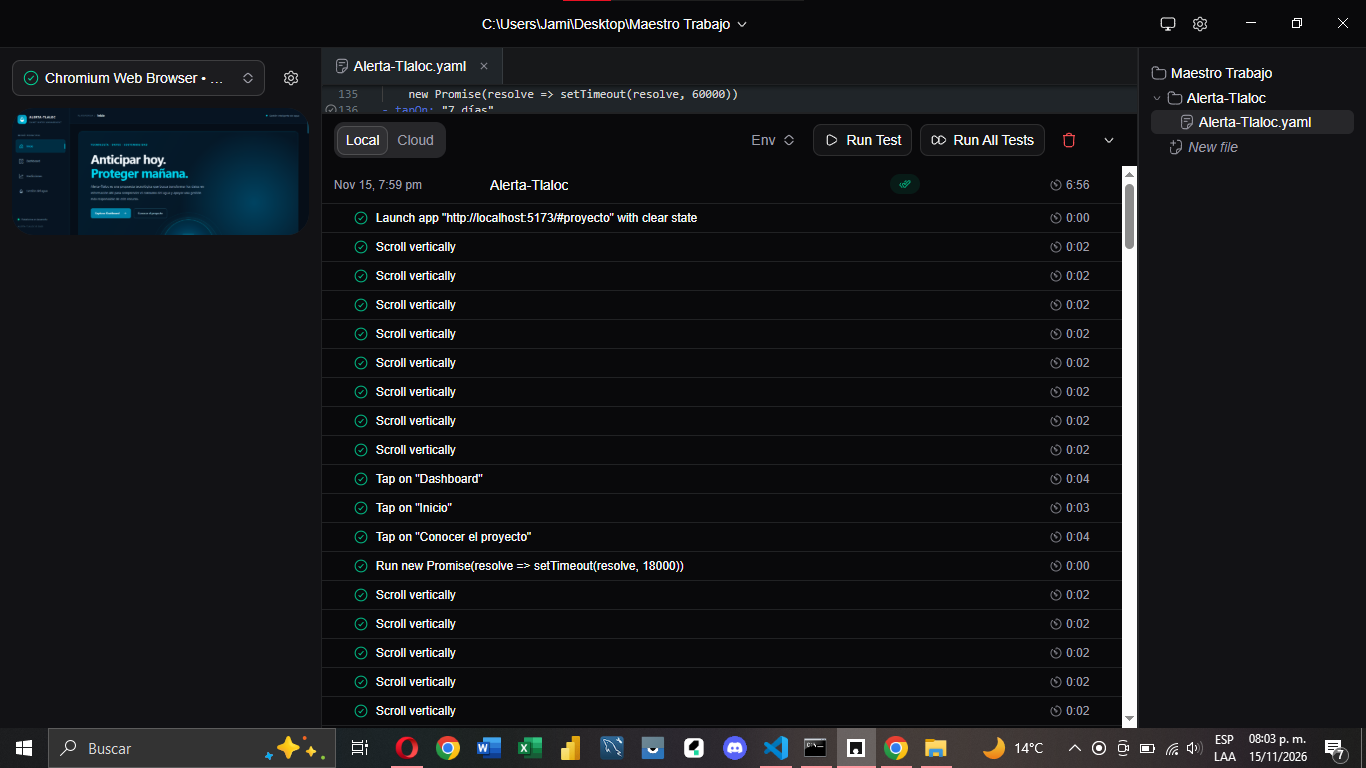 C:\Users\Jami\Desktop\Maestro Trabajo
Chromium Web Browser • ...
Anticipar hoy.
Proteger mañana.
Alerta-Tlaloc.yaml
135 new Promise(resolve => setTimeout(resolve, 60000))
136 - tapOn: "7 días"
Local Cloud Env Run Test Run All Tests
Nov 15, 7:59 pm Alerta-Tlaloc 6:56
Launch app "http://localhost:5173/#proyecto" with clear state 0:00
Scroll vertically 0:02
Scroll vertically 0:02
Scroll vertically 0:02
Scroll vertically 0:02
Scroll vertically 0:02
Scroll vertically 0:02
Scroll vertically 0:02
Scroll vertically 0:02
Tap on "Dashboard" 0:04
Tap on "Inicio" 0:03
Tap on "Conocer el proyecto" 0:04
Run new Promise(resolve => setTimeout(resolve, 18000)) 0:00
Scroll vertically 0:02
Scroll vertically 0:02
Scroll vertically 0:02
Scroll vertically 0:02
Scroll vertically 0:02
Maestro Trabajo
Alerta-Tlaloc
Alerta-Tlaloc.yaml
New file
Buscar
14°C
ESP
LAA
08:03 p. m.
15/11/2026
7